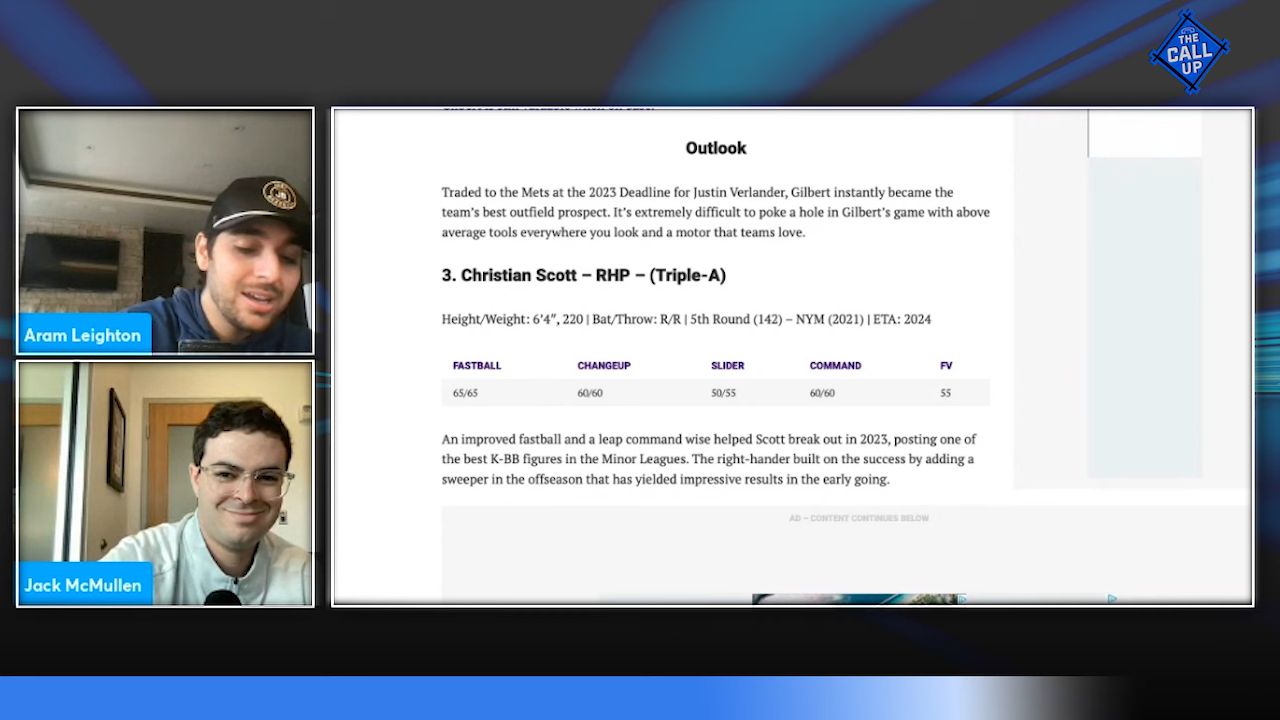 THE
CALL
UP
Aram Leighton
Jack McMullen
Outlook
Traded to the Mets at the 2023 Deadline for Justin Verlander, Gilbert instantly became the
team's best outfield prospect. It's extremely difficult to poke a hole in Gilbert's game with above
average tools everywhere you look and a motor that teams love.
3. Christian Scott – RHP – (Triple-A)
Height/Weight: 6'4″, 220 | Bat/Throw: R/R | 5th Round (142) – NYM (2021) | ETA: 2024
FASTBALL CHANGEUP SLIDER COMMAND FV
65/65 60/60 50/55 60/60 55
An improved fastball and a leap command wise helped Scott break out in 2023, posting one of
the best K-BB figures in the Minor Leagues. The right-hander built on the success by adding a
sweeper in the offseason that has yielded impressive results in the early going.
AD – CONTENT CONTINUES BELOW